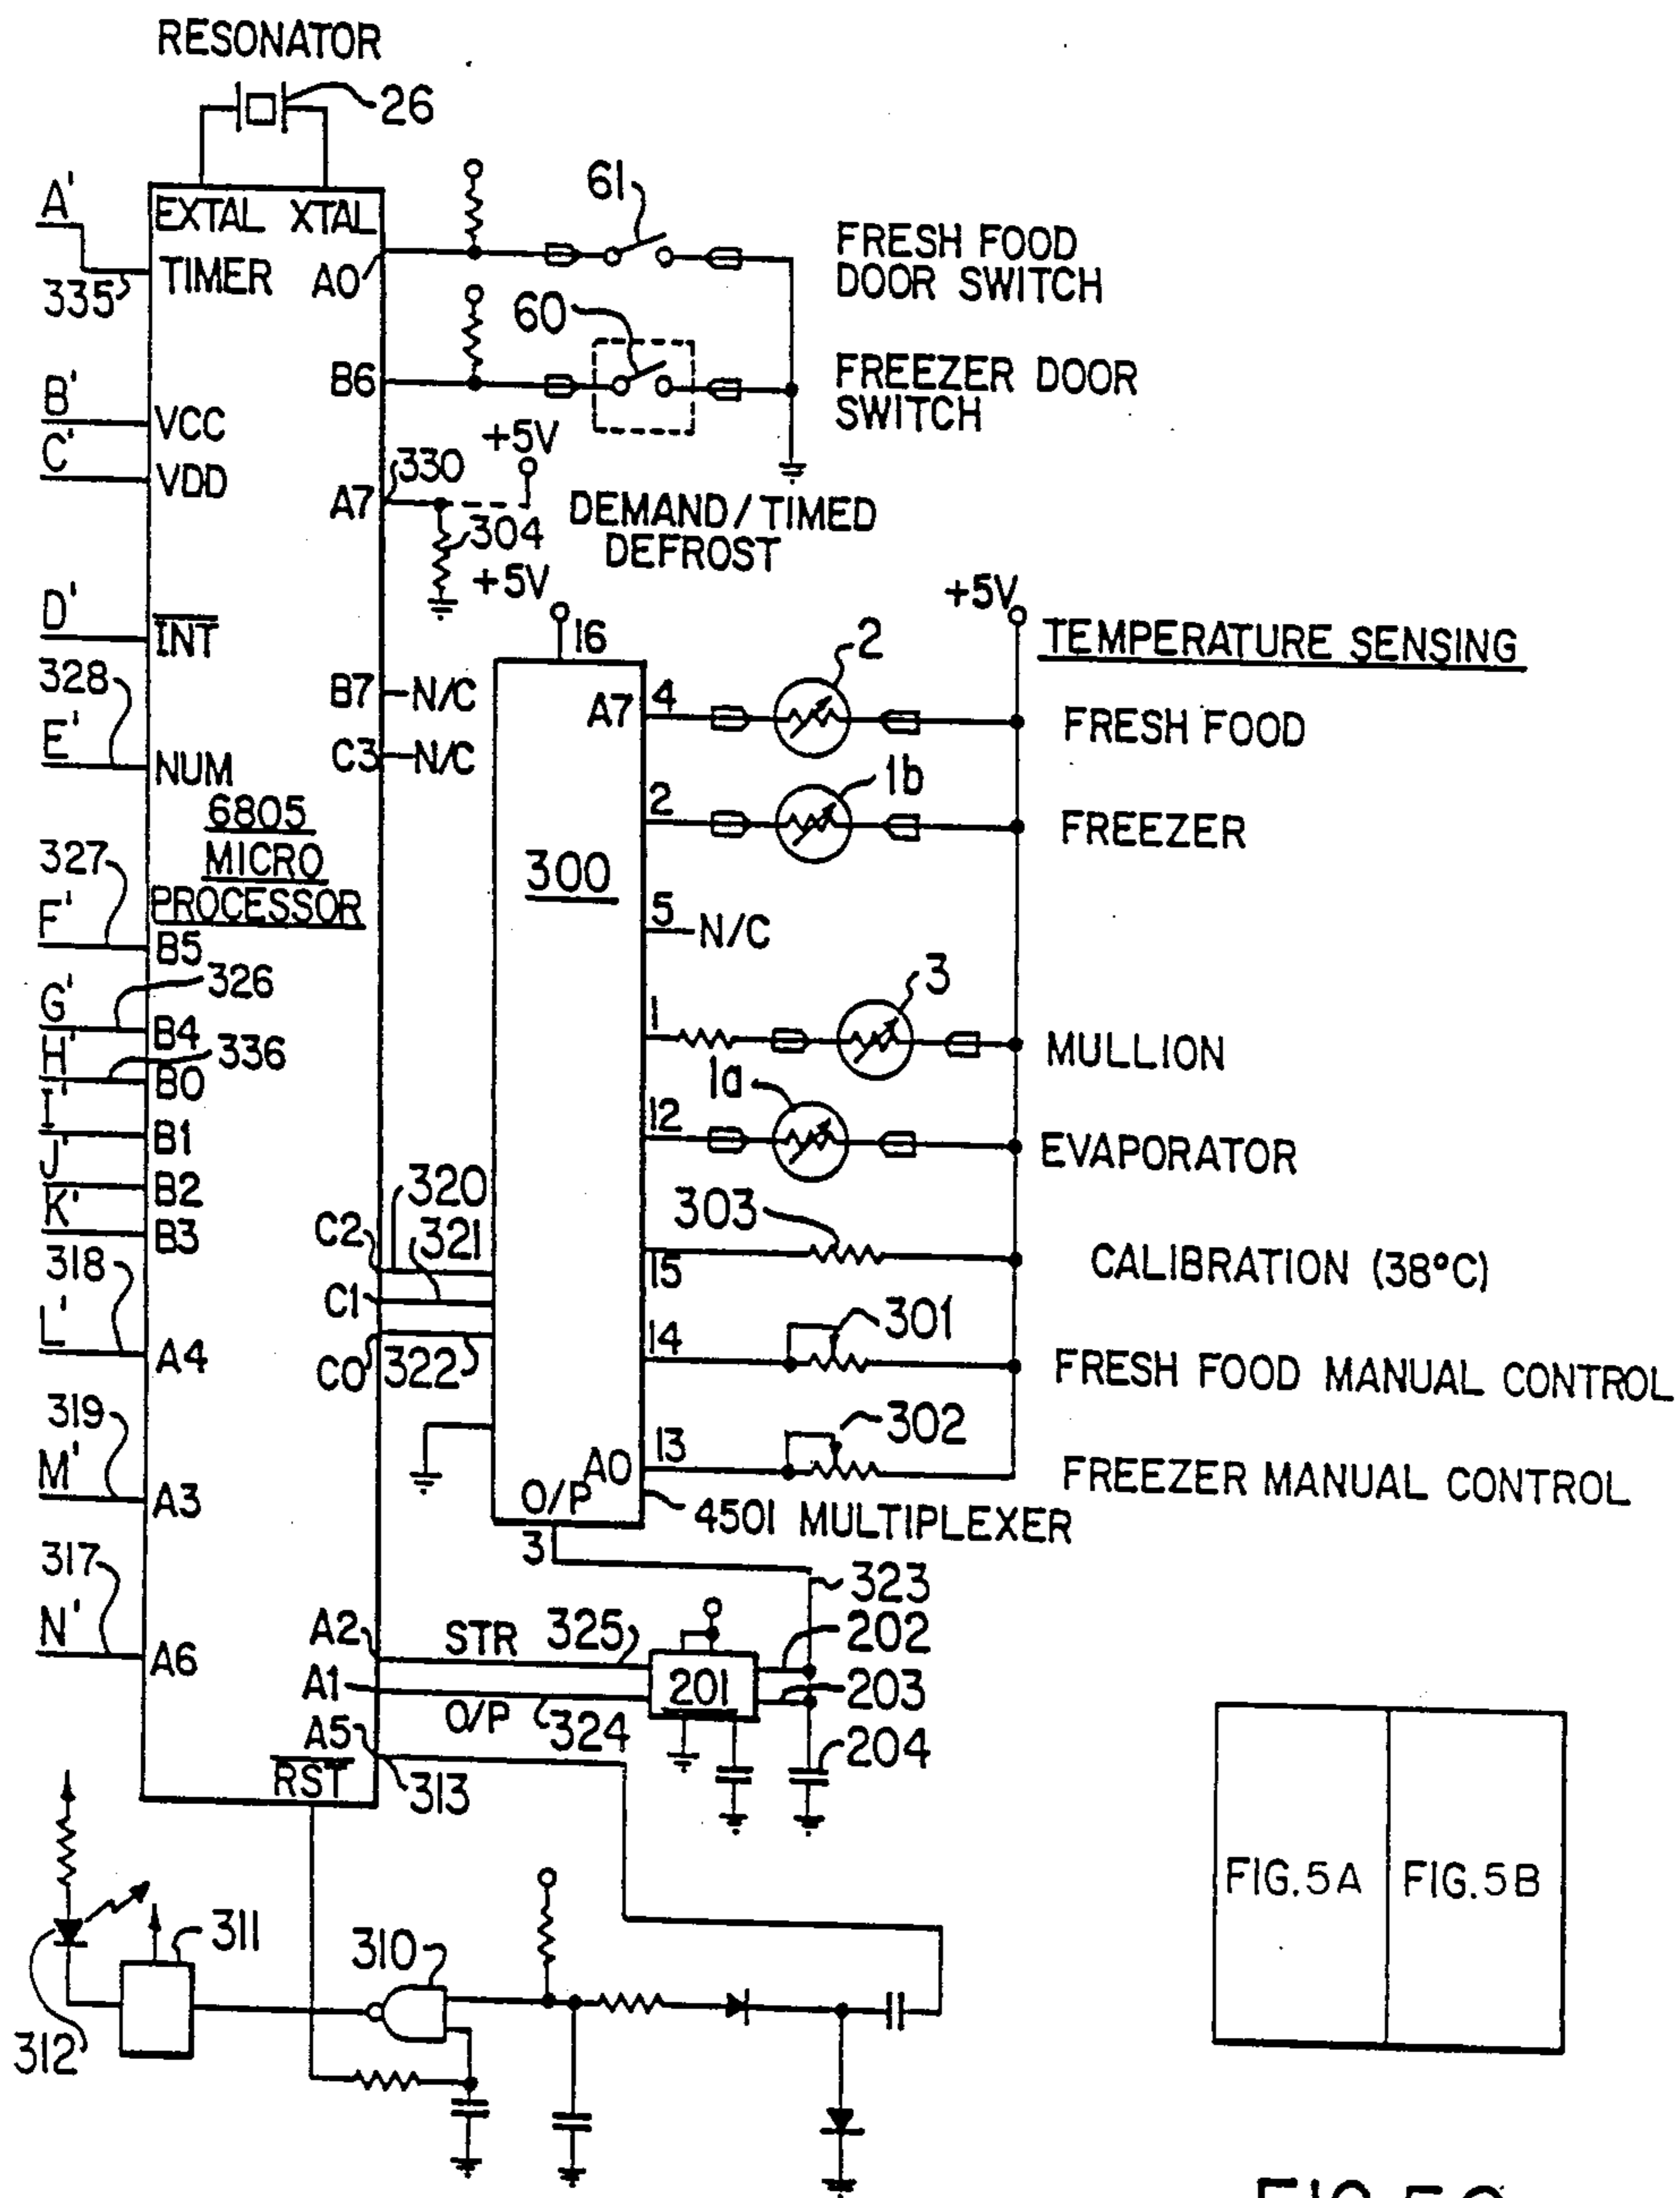 RESONATOR
26
A'
EXTAL XTAL
TIMER
A0
335
61
FRESH FOOD
DOOR SWITCH
60
B6
FREEZER DOOR
SWITCH
B'
VCC
C'
VDD
+5V
A7
330
304
DEMAND/TIMED
DEFROST
+5V
16
+5V
TEMPERATURE SENSING
D'
INT
328
E'
NUM
B7
N/C
C3
N/C
A7
4
2
FRESH FOOD
2
1b
FREEZER
6805
MICRO
PROCESSOR
300
5
N/C
327
F'
B5
G'
326
B4
H'
336
B0
I'
B1
J'
B2
K'
B3
1
3
MULLION
1a
12
EVAPORATOR
C2
320
321
C1
C0
322
303
15
CALIBRATION (38°C)
318
L'
A4
14
301
FRESH FOOD MANUAL CONTROL
319
M'
A3
13
302
A0
FREEZER MANUAL CONTROL
O/P
4501 MULTIPLEXER
3
323
317
N'
A6
A2
STR
325
202
A1
201
203
O/P
324
A5
204
RST
313
FIG.5A
FIG.5B
311
310
312